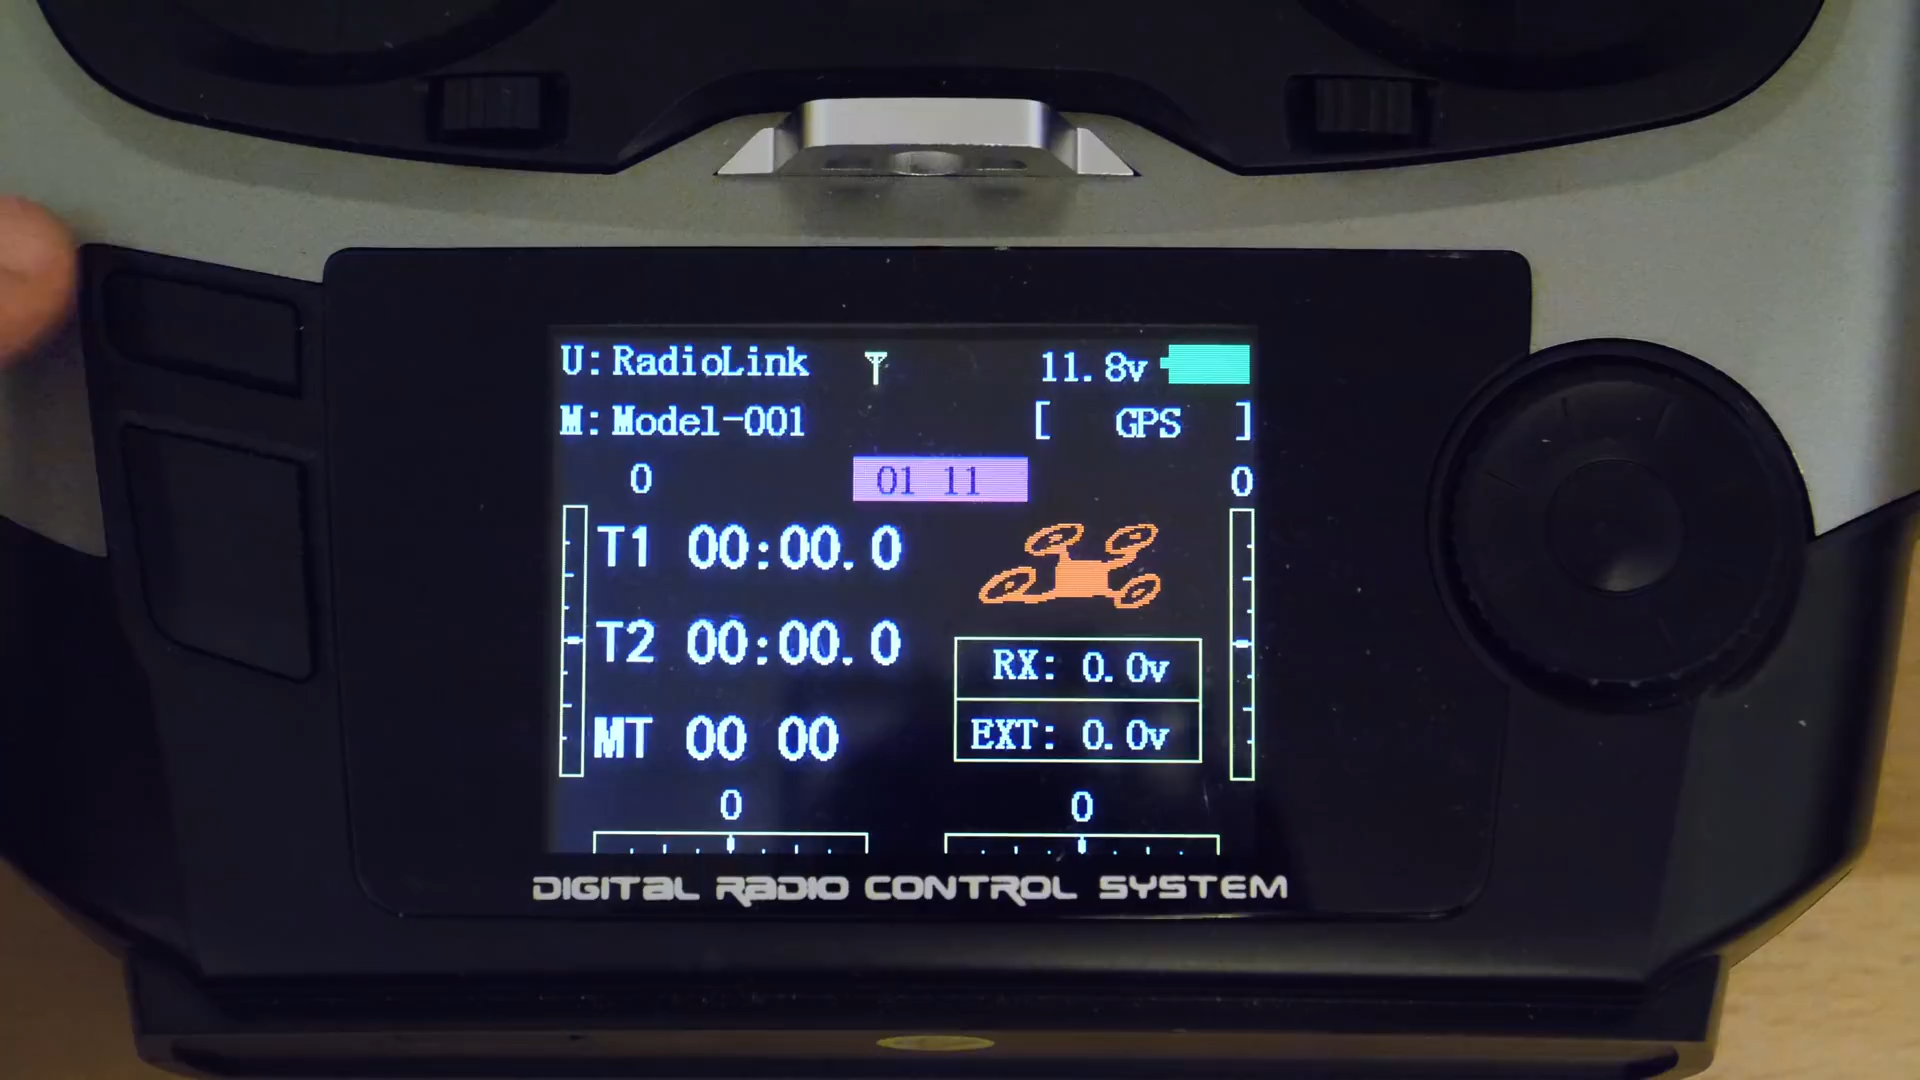 U:RadioLink 11.8v
M:Model-001 [ GPS ]
0 01 11 0
T1 00:00.0
T2 00:00.0
RX: 0.0v
MT 00 00
EXT: 0.0v
0 0
DIGITAL RADIO CONTROL SYSTEM